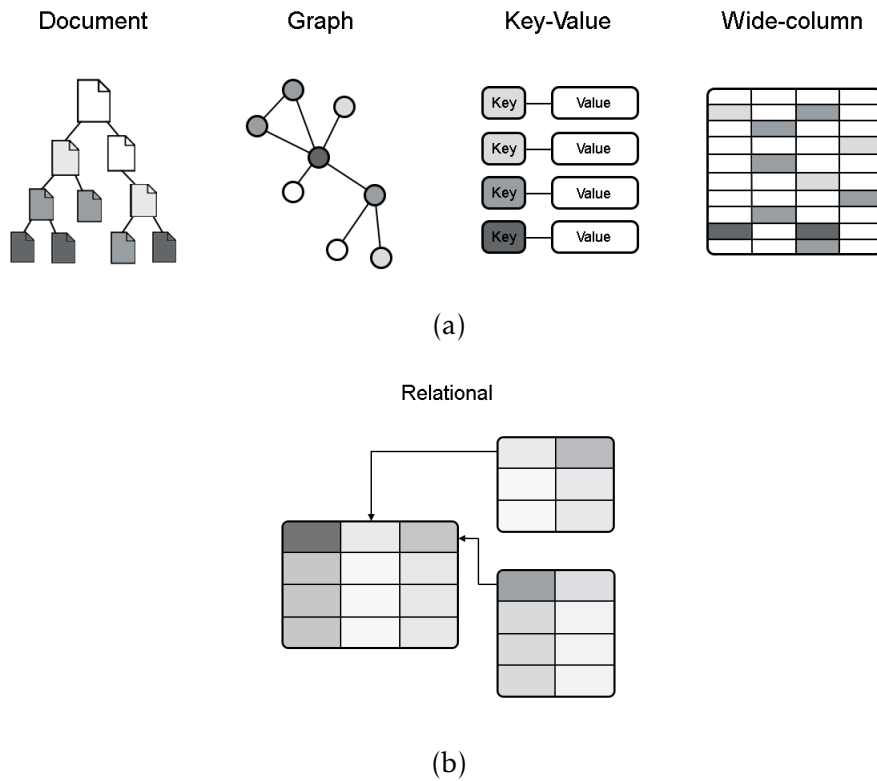 Document Graph Key-Value Wide-column
Key Value
Key Value
Key Value
Key Value
(a)
Relational
(b)